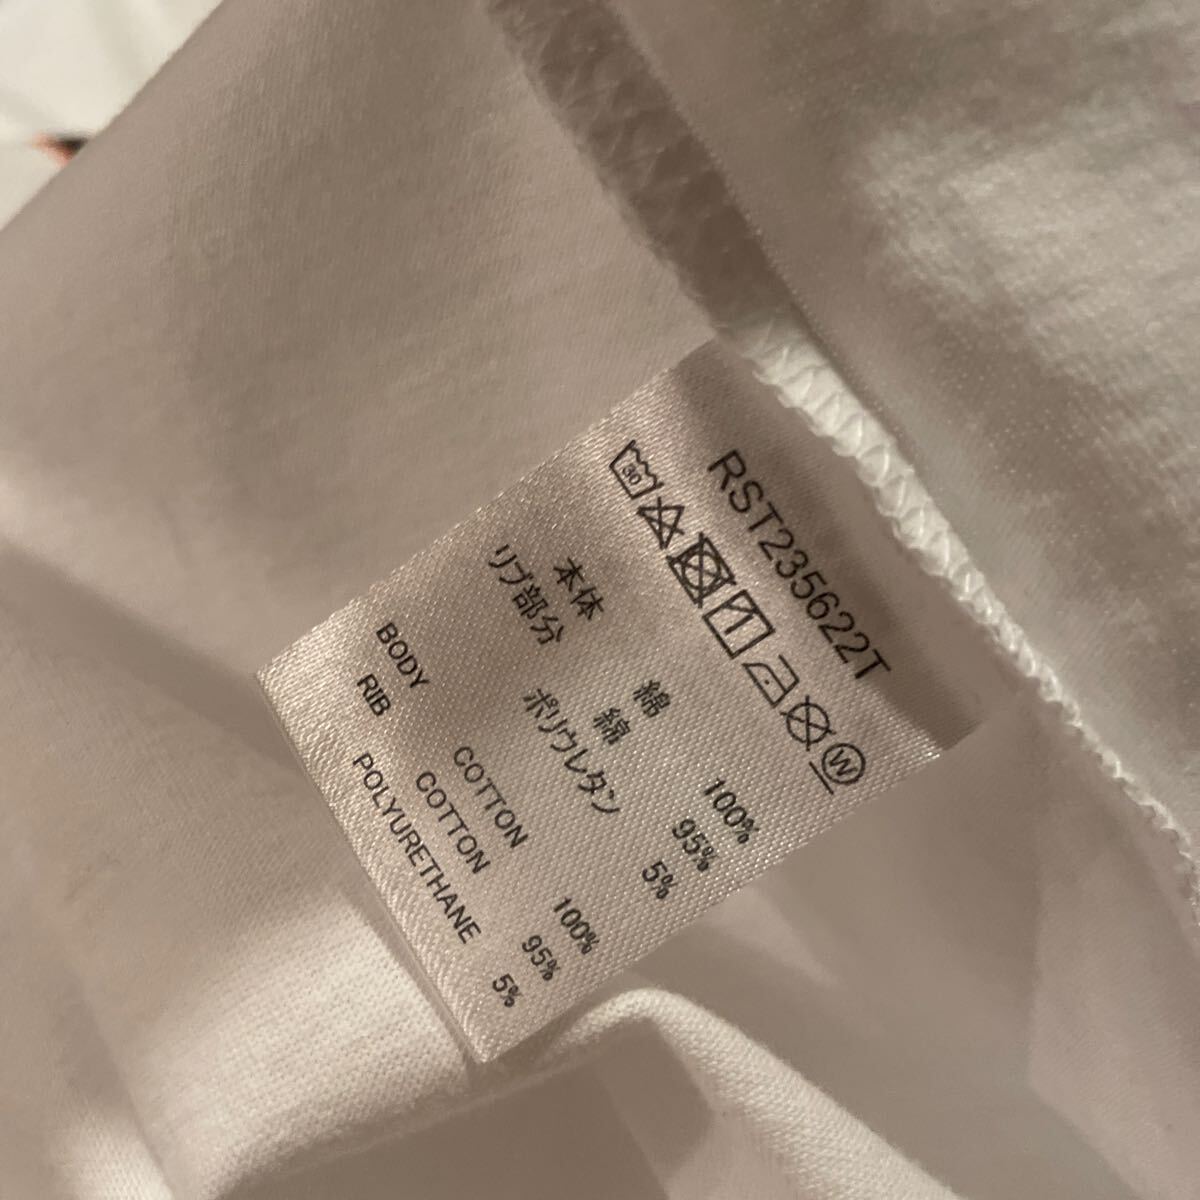 RST235622T
30
W
本体 綿 100%
リブ部分 綿 95%
ポリウレタン 5%
BODY COTTON 100%
RIB COTTON 95%
POLYURETHANE 5%